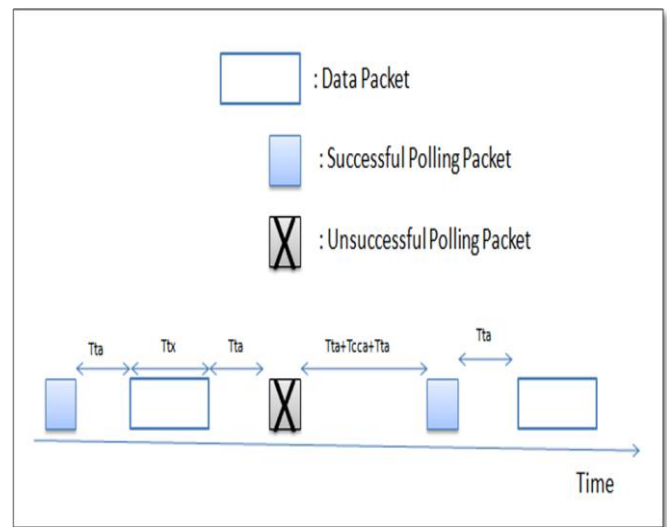 : Data Packet
: Successful Polling Packet
: Unsuccessful Polling Packet
Tta Ttx Tta Tta+Tcca+Tta Tta
Time